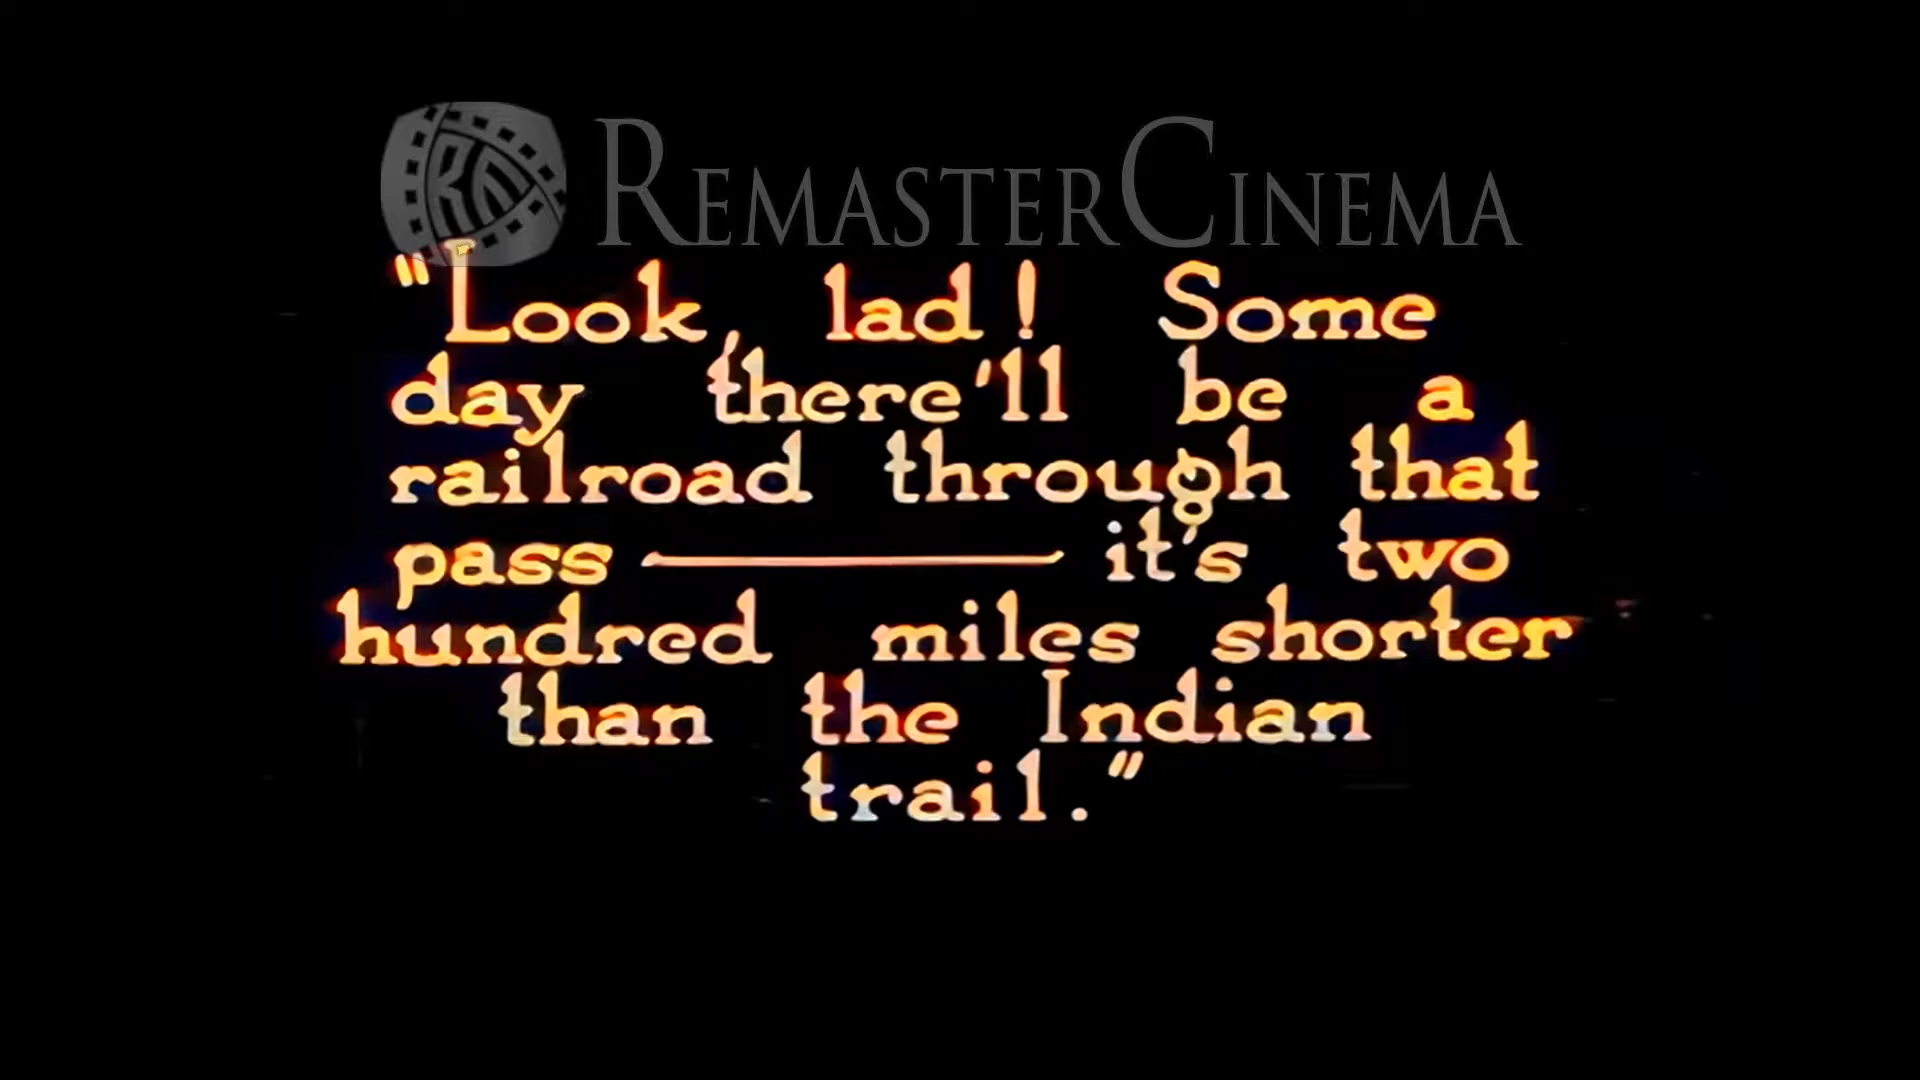 RemasterCinema
"Look, lad! Some
day there'll be a
railroad through that
pass — it's two
hundred miles shorter
than the Indian
trail."